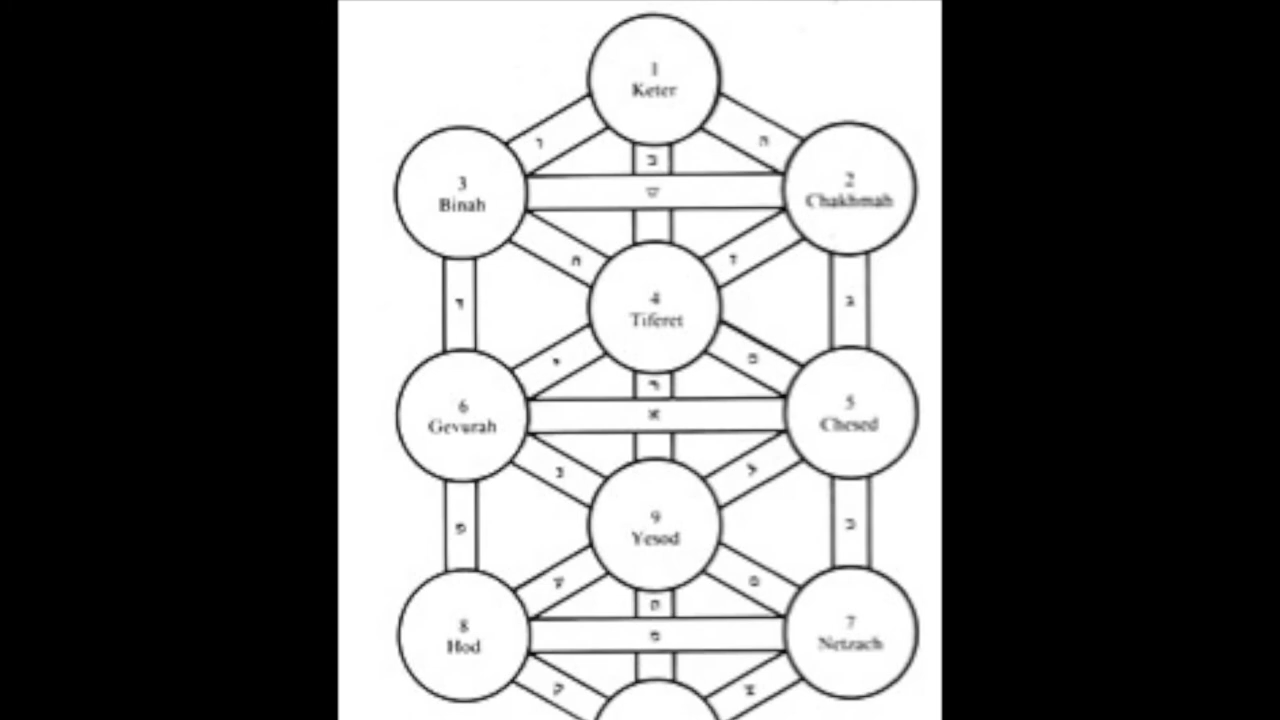 1
Keter
ו
ה
ב
3
Binah
ש
2
Chakhmah
ח
ז
4
Tiferet
ד
ג
י
ר
6
Gevurah
א
5
Chesed
נ
9
Yesod
פ
כ
ע
ס
ת
8
Hod
מ
7
Netzach
ק
צ